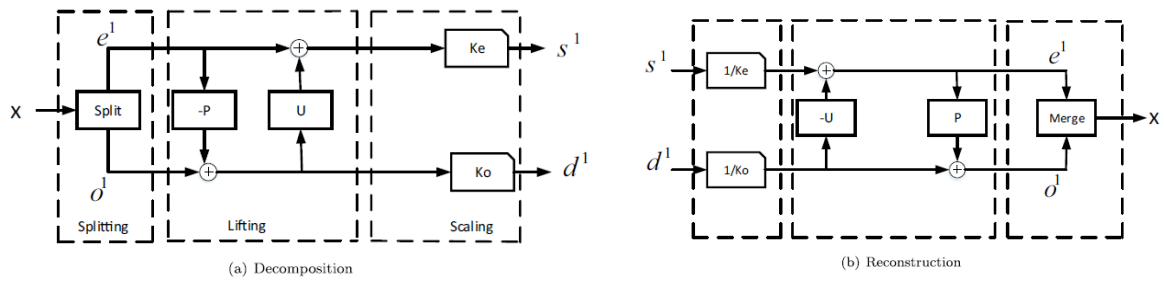 e¹
Ke
s¹
X
Split
-P
U
o¹
Ko
d¹
Splitting
Lifting
Scaling
(a) Decomposition
s¹
1/Ke
e¹
-U
P
Merge
X
d¹
1/Ko
o¹
(b) Reconstruction